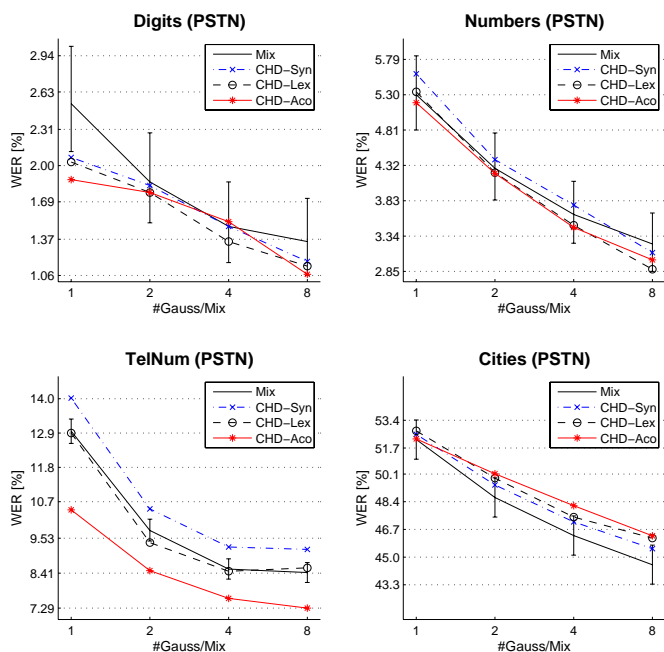 Digits (PSTN)
WER [%]
2.94
2.63
2.31
2.00
1.69
1.37
1.06
1 2 4 8
#Gauss/Mix
Mix
CHD-Syn
CHD-Lex
CHD-Aco
Numbers (PSTN)
WER [%]
5.79
5.30
4.81
4.32
3.83
3.34
2.85
1 2 4 8
#Gauss/Mix
Mix
CHD-Syn
CHD-Lex
CHD-Aco
TelNum (PSTN)
WER [%]
14.0
12.9
11.8
10.7
9.53
8.41
7.29
1 2 4 8
#Gauss/Mix
Mix
CHD-Syn
CHD-Lex
CHD-Aco
Cities (PSTN)
WER [%]
53.4
51.7
50.1
48.4
46.7
45.0
43.3
1 2 4 8
#Gauss/Mix
Mix
CHD-Syn
CHD-Lex
CHD-Aco